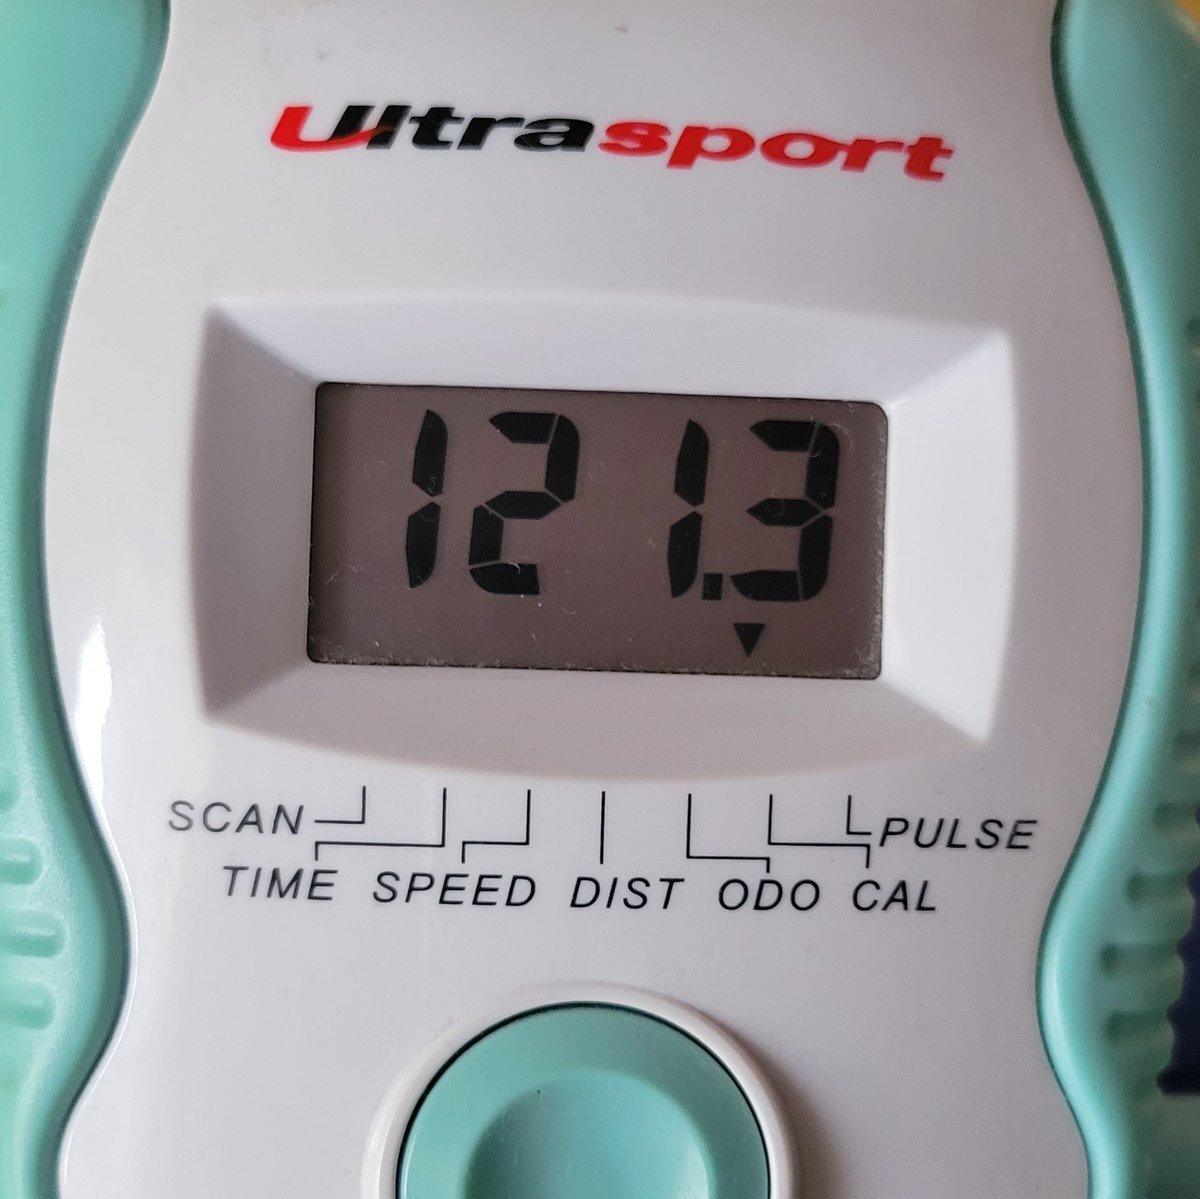 Ultrasport
121.3
SCAN PULSE
TIME SPEED DIST ODO CAL